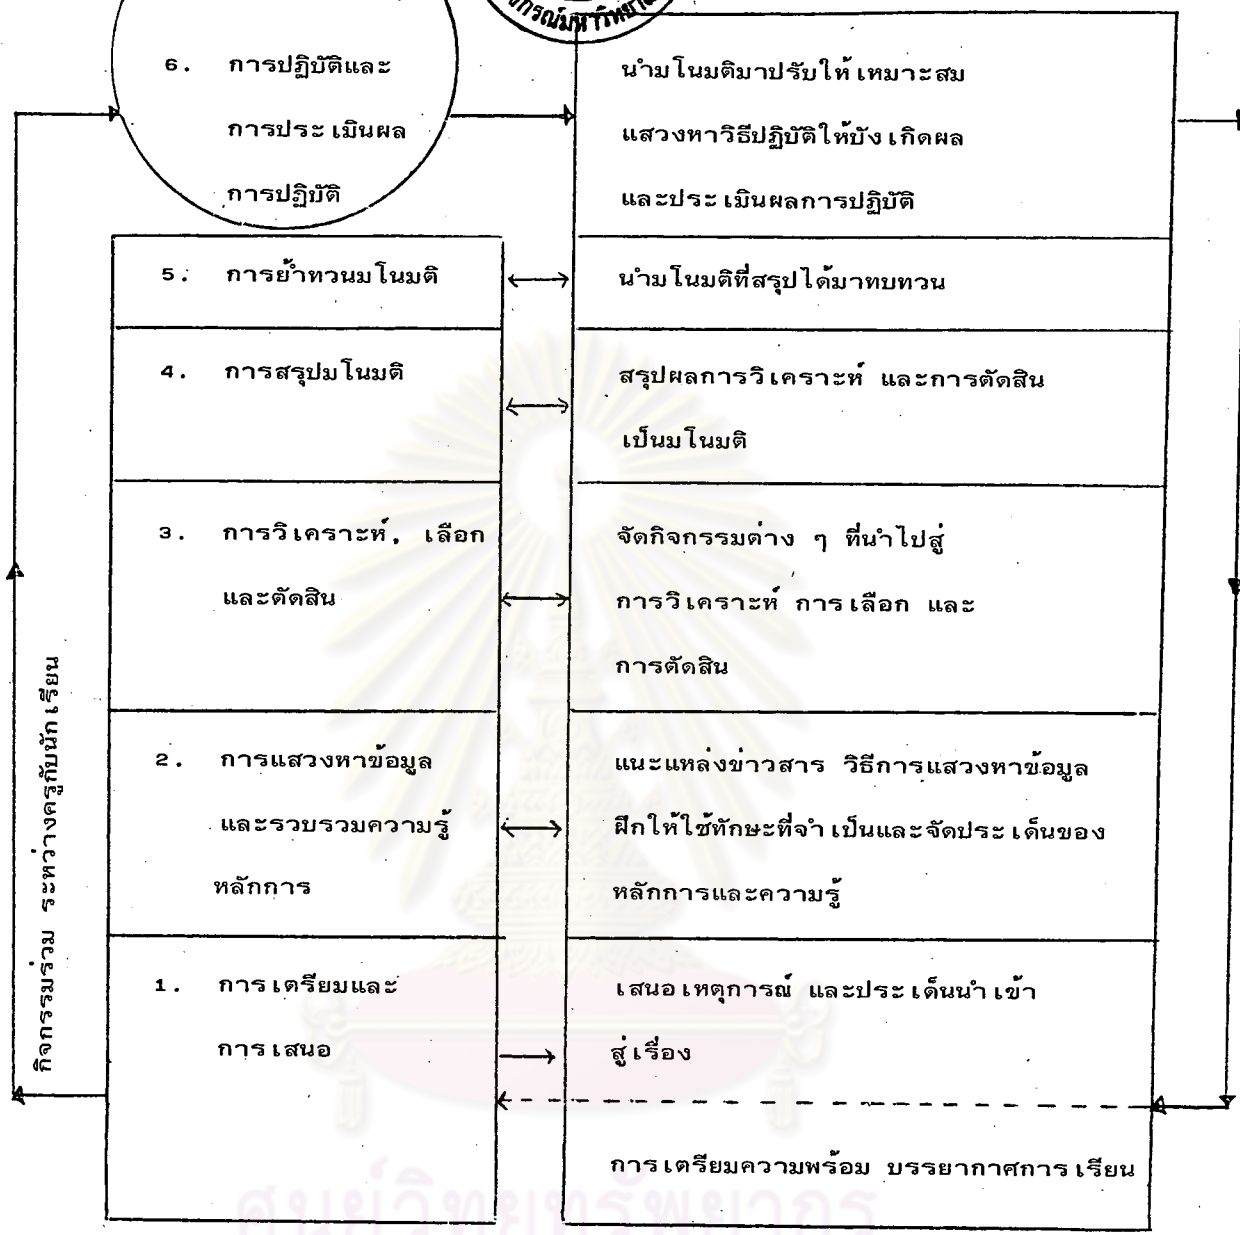 6. การปฏิบัติและ
การประเมินผล
การปฏิบัติ
นำมโนมติมาปรับให้เหมาะสม
แสวงหาวิธีปฏิบัติให้บังเกิดผล
และประเมินผลการปฏิบัติ
5. การย้ำทวนมโนมติ
นำมโนมติที่สรุปได้มาทบทวน
4. การสรุปมโนมติ
สรุปผลการวิเคราะห์ และการตัดสิน
เป็นมโนมติ
3. การวิเคราะห์, เลือก
และตัดสิน
จัดกิจกรรมต่าง ๆ ที่นำไปสู่
การวิเคราะห์ การเลือก และ
การตัดสิน
2. การแสวงหาข้อมูล
และรวบรวมความรู้
หลักการ
แนะแหล่งข่าวสาร วิธีการแสวงหาข้อมูล
ฝึกให้ใช้ทักษะที่จำเป็นและจัดประเด็นของ
หลักการและความรู้
1. การเตรียมและ
การเสนอ
เสนอเหตุการณ์ และประเด็นนำเข้า
สู่เรื่อง
การเตรียมความพร้อม บรรยากาศการเรียน
กิจกรรมร่วม ระหว่างครูกับนักเรียน
ศูนย์วิทยทรัพยากร